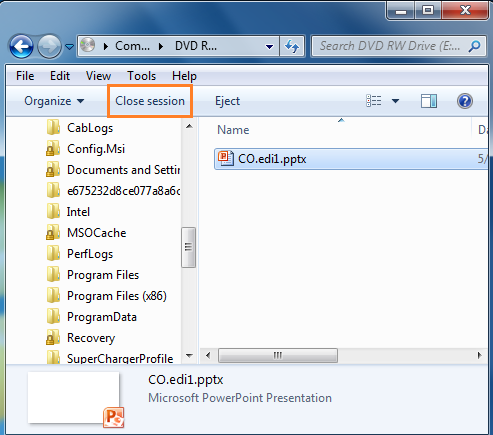 Com... DVD R... Search DVD RW Drive (E:...
File Edit View Tools Help
Organize Close session Eject
CabLogs
Config.Msi
Documents and Settin
e675232d8ce077a8a6c
Intel
MSOCache
PerfLogs
Program Files
Program Files (x86)
ProgramData
Recovery
SuperChargerProfile
Name
CO.edi1.pptx 5/
CO.edi1.pptx
Microsoft PowerPoint Presentation